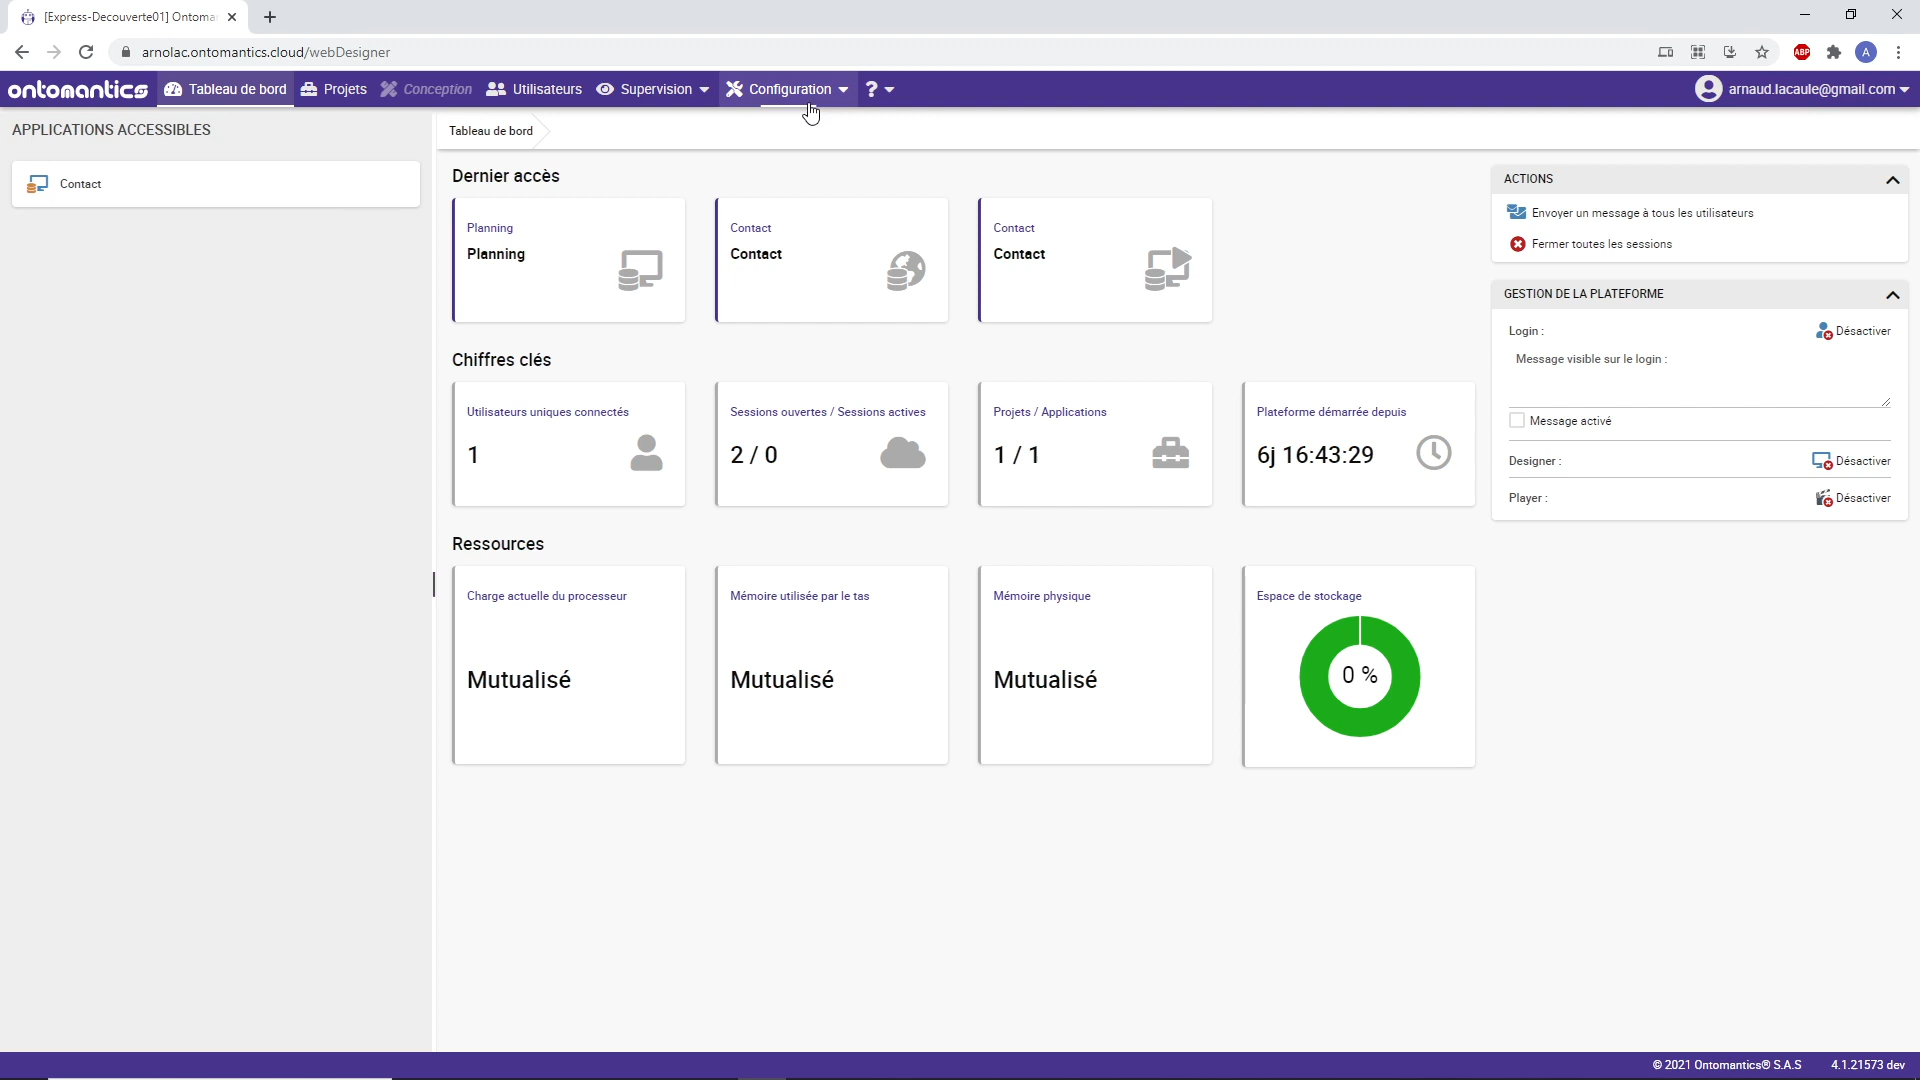 [Express-Decouverte01] Ontoma
arnolac.ontomantics.cloud/webDesigner
ABP
A
ontomantics
Tableau de bord
Projets
Conception
Utilisateurs
Supervision
Configuration
?
arnaud.lacaule@gmail.com
APPLICATIONS ACCESSIBLES
Contact
Tableau de bord
Dernier accès
Planning
Planning
Contact
Contact
Contact
Contact
Chiffres clés
Utilisateurs uniques connectés
1
Sessions ouvertes / Sessions actives
2 / 0
Projets / Applications
1 / 1
Plateforme démarrée depuis
6j 16:43:29
Ressources
Charge actuelle du processeur
Mutualisé
Mémoire utilisée par le tas
Mutualisé
Mémoire physique
Mutualisé
Espace de stockage
0 %
ACTIONS
Envoyer un message à tous les utilisateurs
Fermer toutes les sessions
GESTION DE LA PLATEFORME
Login :
Désactiver
Message visible sur le login :
Message activé
Designer :
Désactiver
Player :
Désactiver
© 2021 Ontomantics® S.A.S
4.1.21573 dev